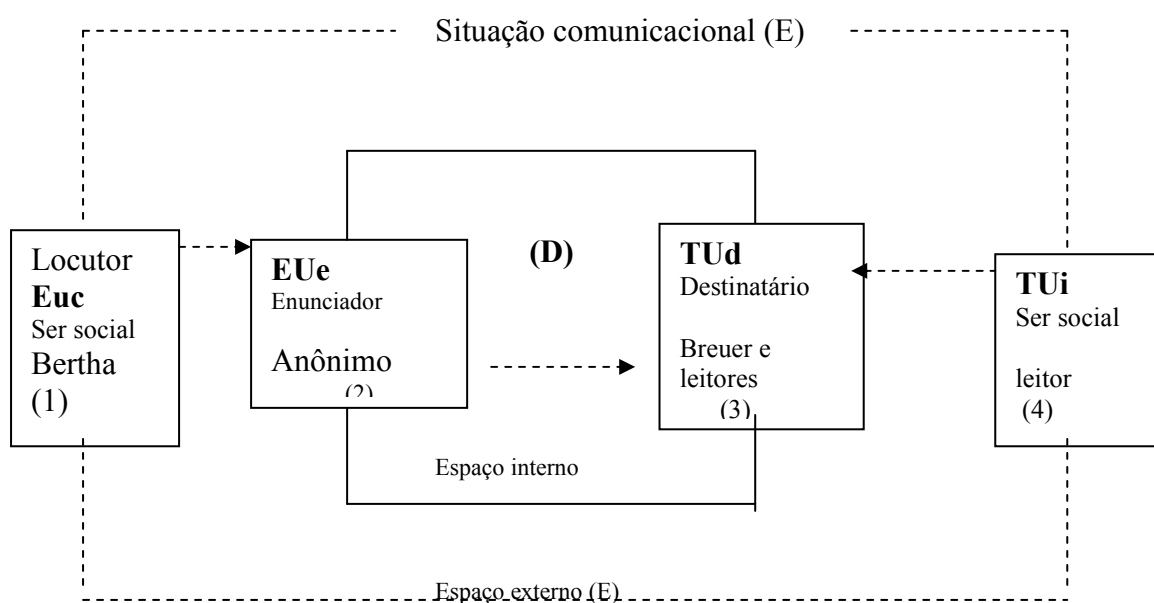 Situação comunicacional (E)
Locutor
Euc
Ser social
Bertha
(1)
EUe
Enunciador
Anônimo
(2)
(D)
TUd
Destinatário
Breuer e
leitores
(3)
TUi
Ser social
leitor
(4)
Espaço interno
Espaço externo (E)